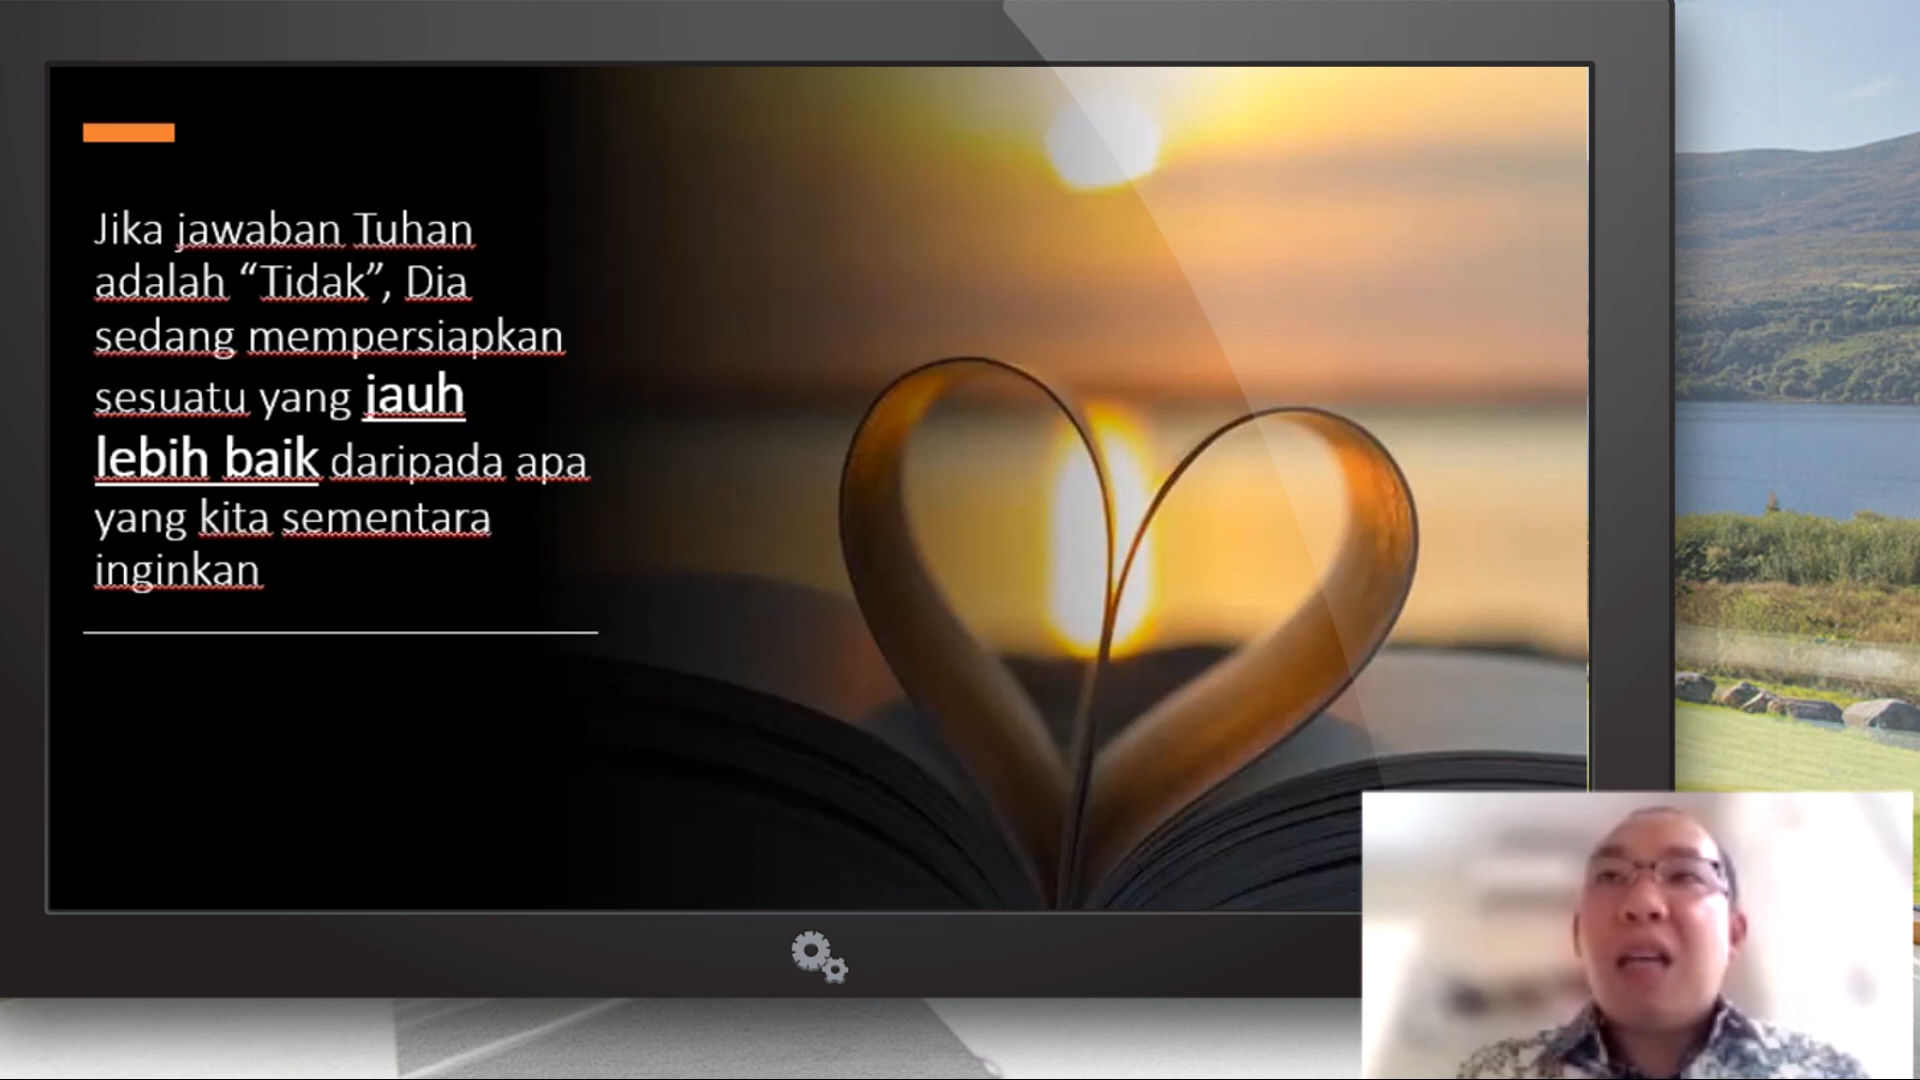 Jika jawaban Tuhan
adalah “Tidak”, Dia
sedang mempersiapkan
sesuatu yang jauh
lebih baik daripada apa
yang kita sementara
inginkan